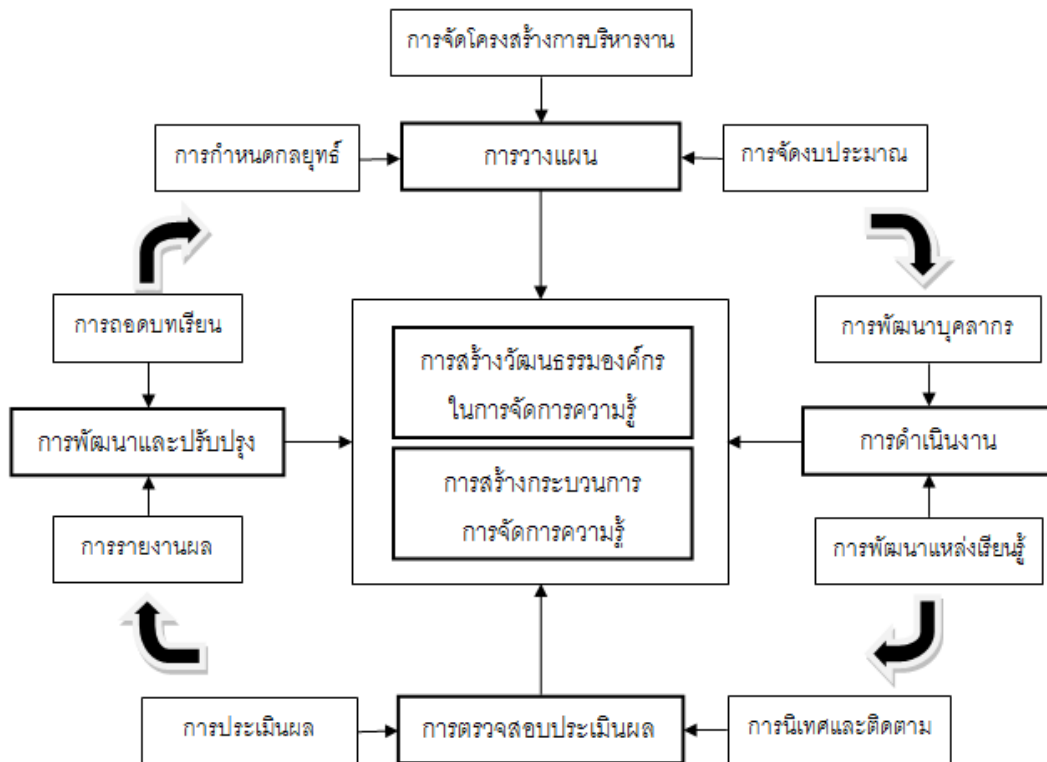 การจัดโครงสร้างการบริหารงาน
การกำหนดกลยุทธ์
การวางแผน
การจัดงบประมาณ
การถอดบทเรียน
การพัฒนาบุคลากร
การสร้างวัฒนธรรมองค์กร
ในการจัดการความรู้
การพัฒนาและปรับปรุง
การดำเนินงาน
การสร้างกระบวนการ
การจัดการความรู้
การรายงานผล
การพัฒนาแหล่งเรียนรู้
การประเมินผล
การตรวจสอบประเมินผล
การนิเทศและติดตาม